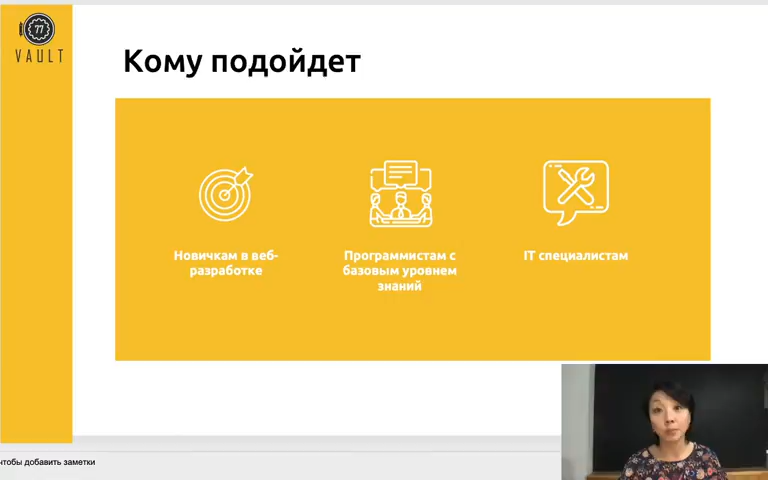 77
VAULT
Кому подойдет
Новичкам в веб-
разработке
Программистам с
базовым уровнем
знаний
IT специалистам
чтобы добавить заметки